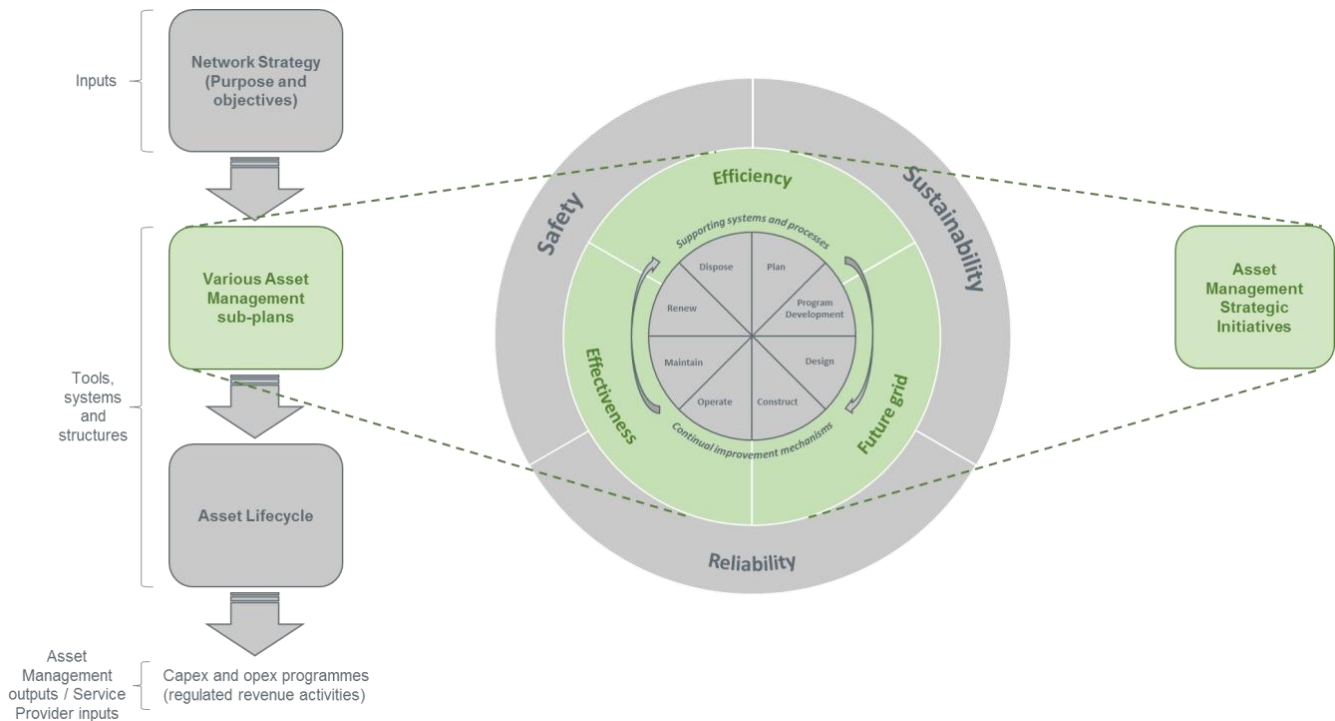 Inputs
Network Strategy
(Purpose and
objectives)
Various Asset
Management
sub-plans
Tools,
systems
and
structures
Asset Lifecycle
Asset
Management
outputs / Service
Provider inputs
Capex and opex programmes
(regulated revenue activities)
Safety
Sustainability
Reliability
Efficiency
Effectiveness
Future grid
Supporting systems and processes
Continual improvement mechanisms
Dispose
Plan
Renew
Program
Development
Maintain
Design
Operate
Construct
Asset
Management
Strategic
Initiatives